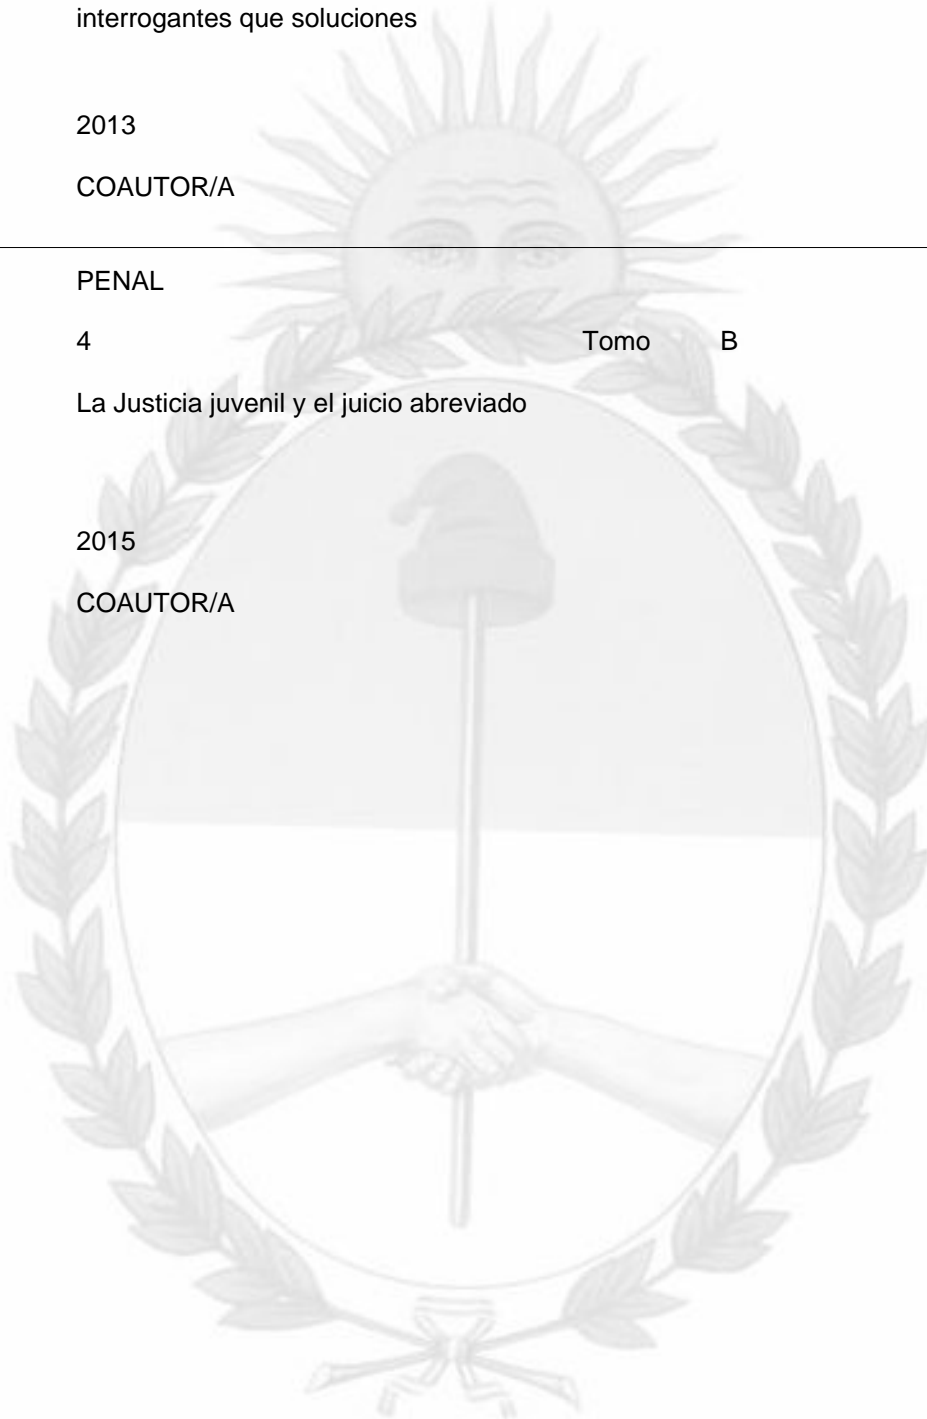 interrogantes que soluciones
2013
COAUTOR/A
PENAL
4 Tomo B
La Justicia juvenil y el juicio abreviado
2015
COAUTOR/A